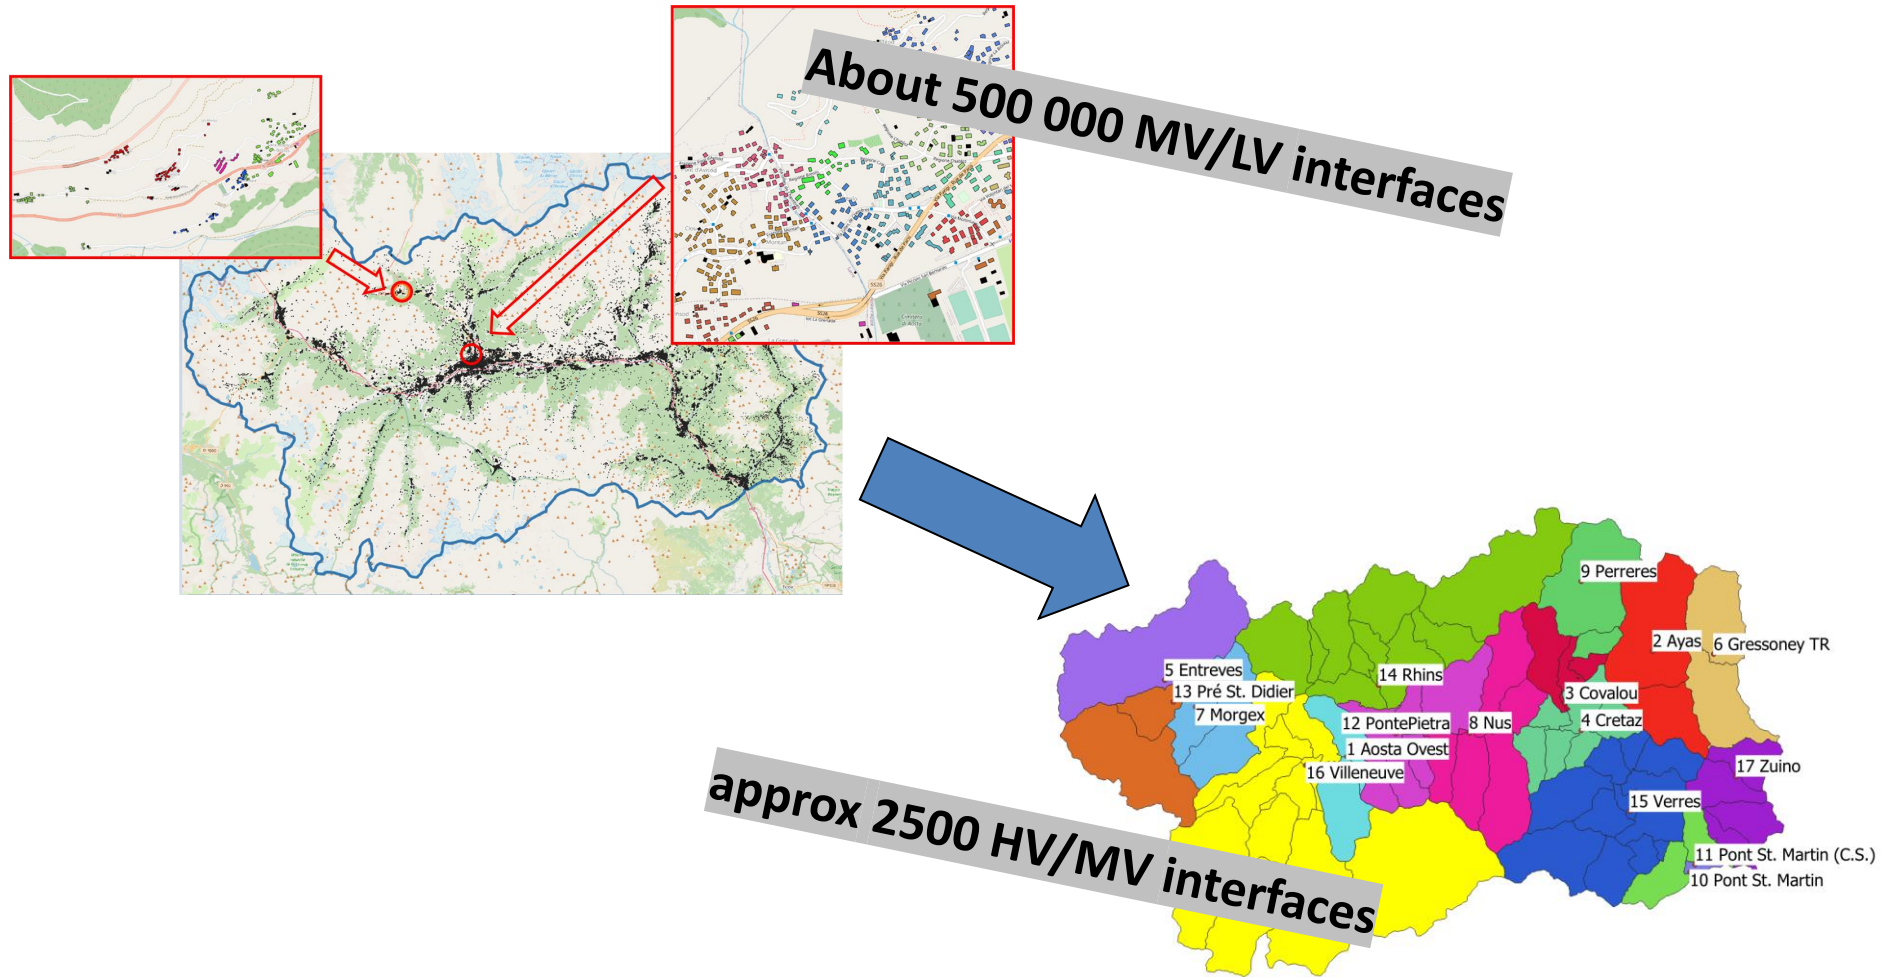 About 500 000 MV/LV interfaces
approx 2500 HV/MV interfaces
9 Perreres
2 Ayas
6 Gressoney TR
5 Entreves
14 Rhins
13 Pré St. Didier
3 Covalou
7 Morgex
12 PontePietra
8 Nus
4 Cretaz
1 Aosta Ovest
16 Villeneuve
17 Zuino
15 Verres
11 Pont St. Martin (C.S.)
10 Pont St. Martin